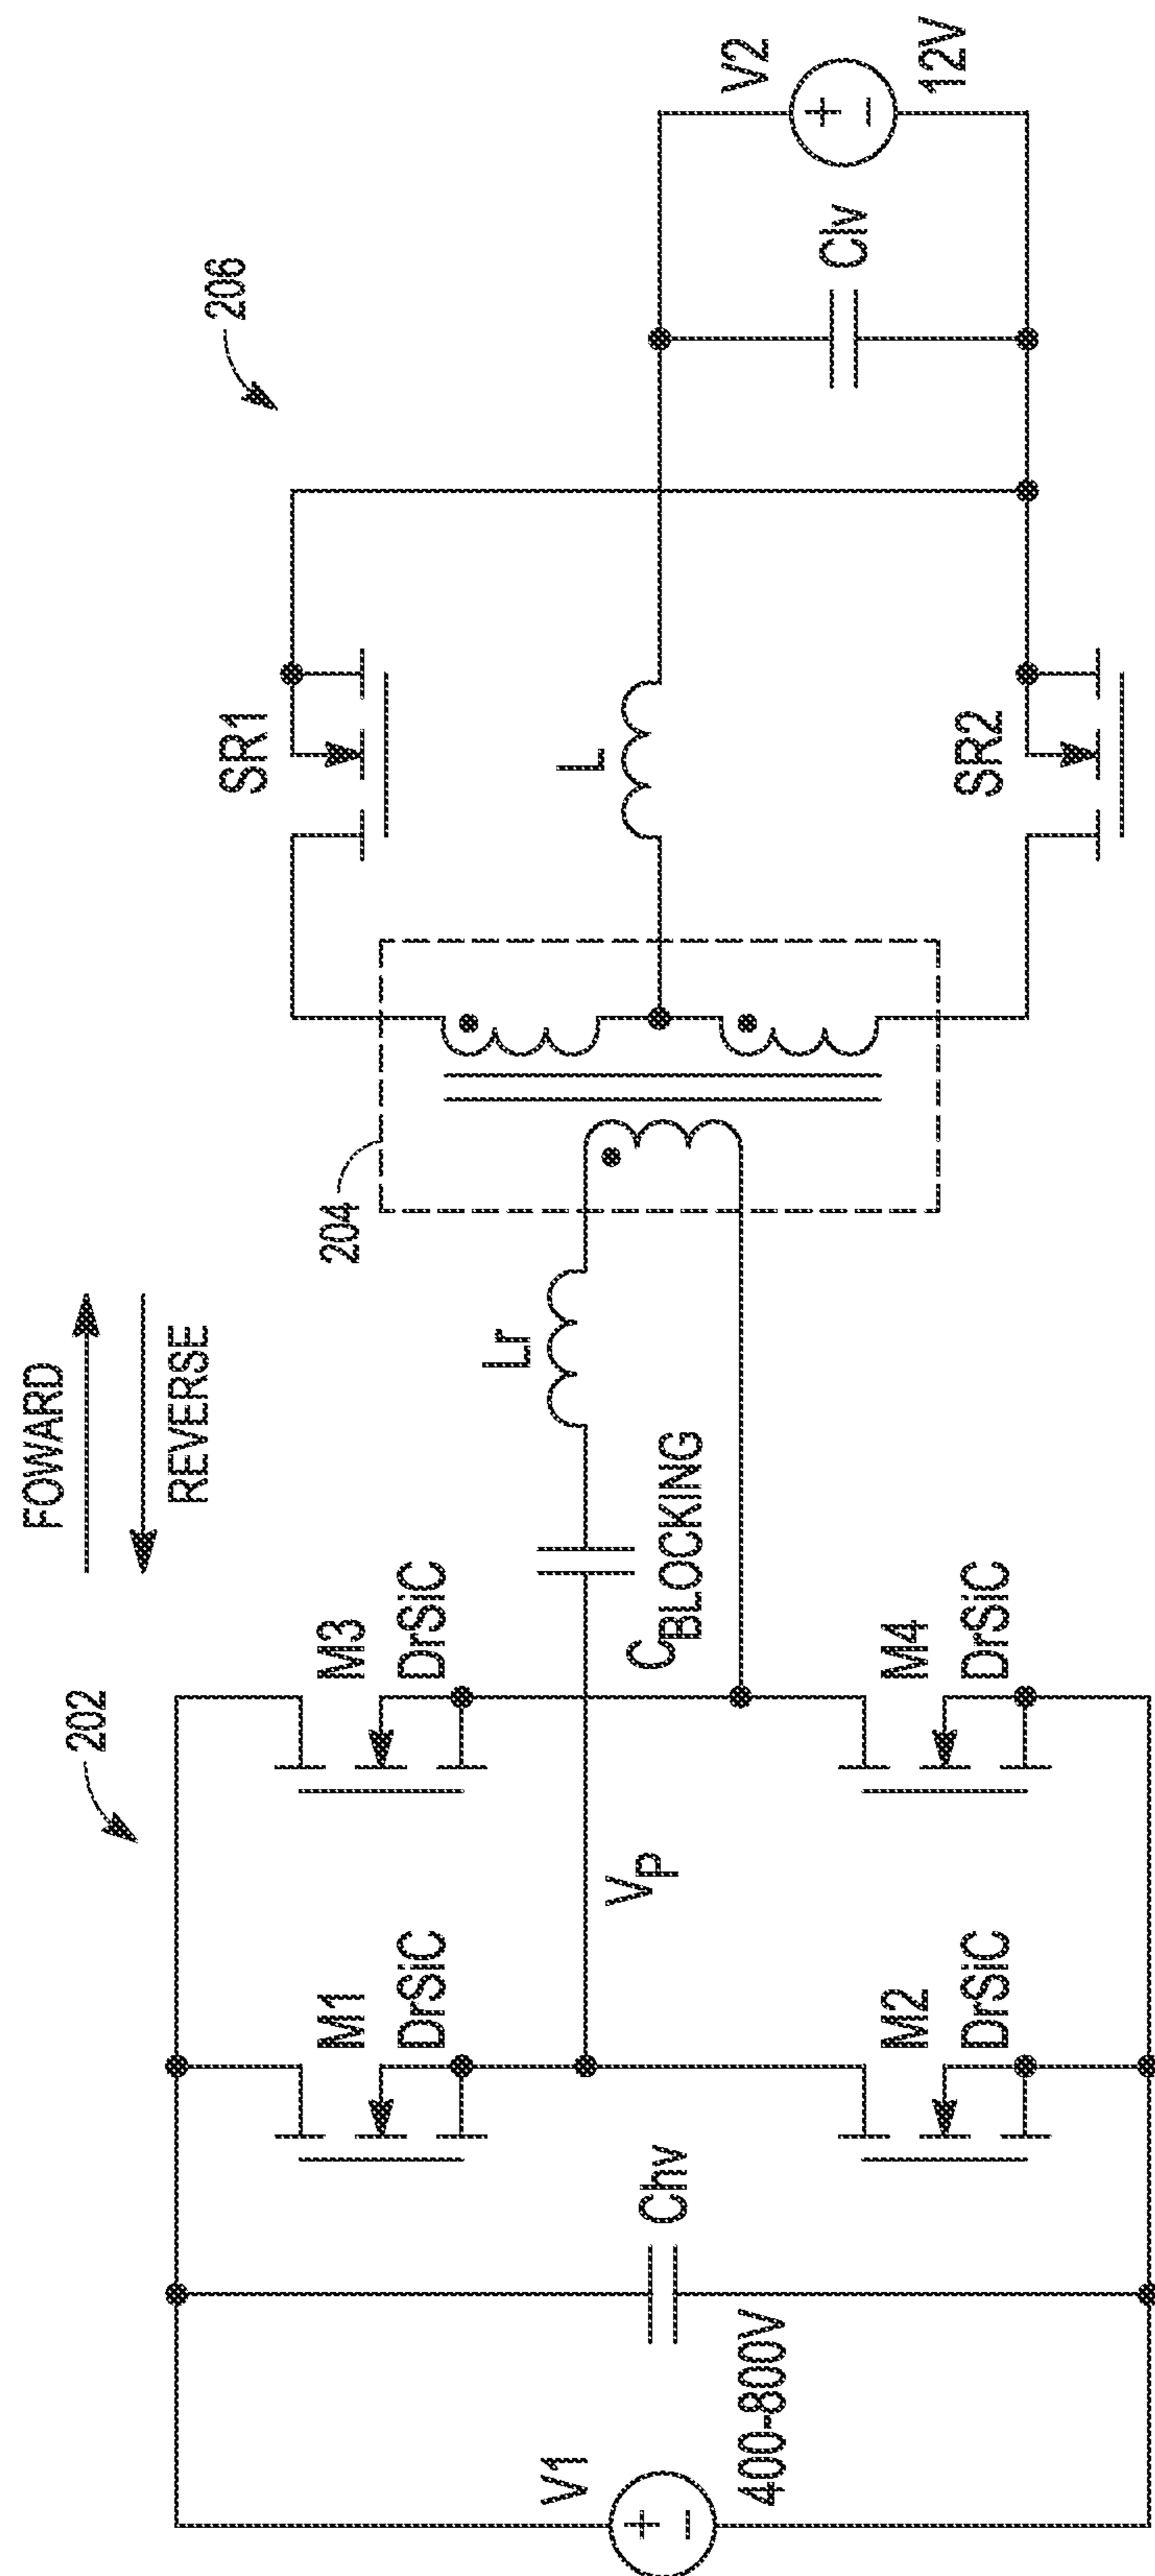 FOWARD
REVERSE
202
204
206
V1
400-800V
Chv
M1
DrSiC
M2
DrSiC
M3
DrSiC
M4
DrSiC
VP
CBLOCKING
Lr
SR1
L
SR2
Clv
V2
12V